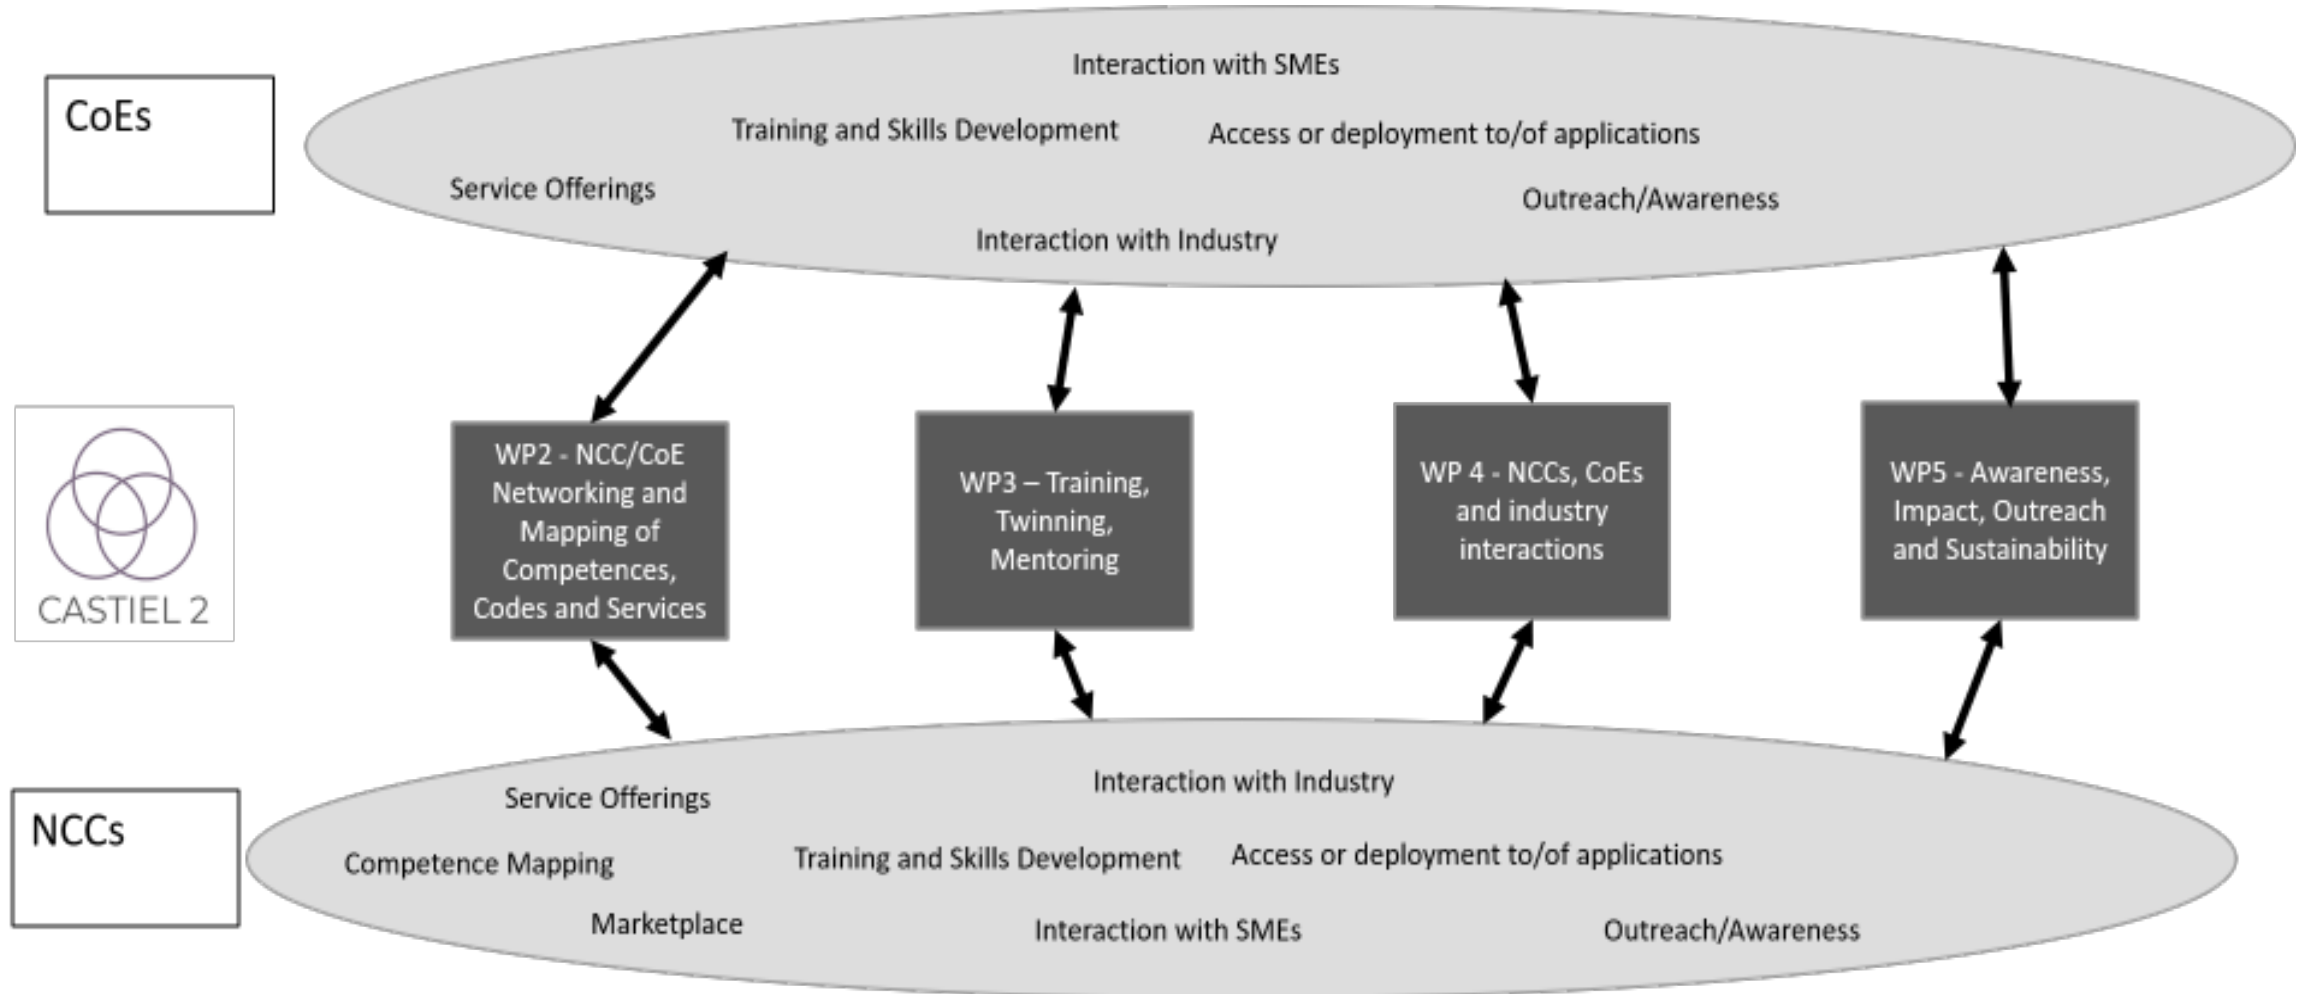 Interaction with SMEs
CoEs
Training and Skills Development
Access or deployment to/of applications
Service Offerings
Outreach/Awareness
Interaction with Industry
WP2 - NCC/CoE
Networking and
Mapping of
Competences,
Codes and Services
WP3 – Training,
Twinning,
Mentoring
WP 4 - NCCs, CoEs
and industry
interactions
WP5 - Awareness,
Impact, Outreach
and Sustainability
CASTIEL 2
Interaction with Industry
Service Offerings
NCCs
Competence Mapping
Training and Skills Development
Access or deployment to/of applications
Marketplace
Interaction with SMEs
Outreach/Awareness